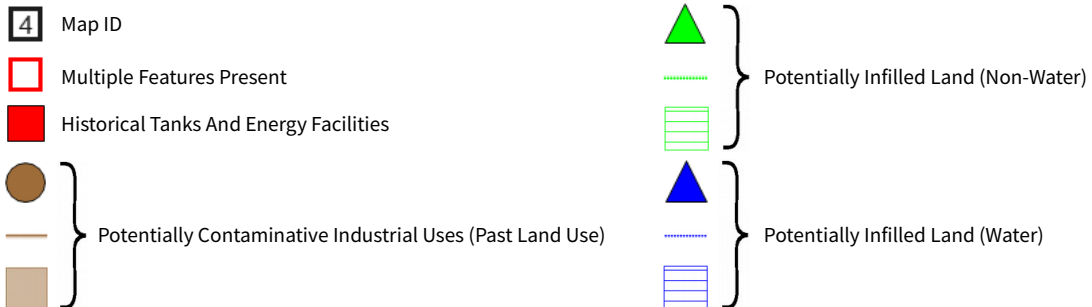 4 Map ID
Multiple Features Present
Historical Tanks And Energy Facilities
Potentially Contaminative Industrial Uses (Past Land Use)
Potentially Infilled Land (Non-Water)
Potentially Infilled Land (Water)